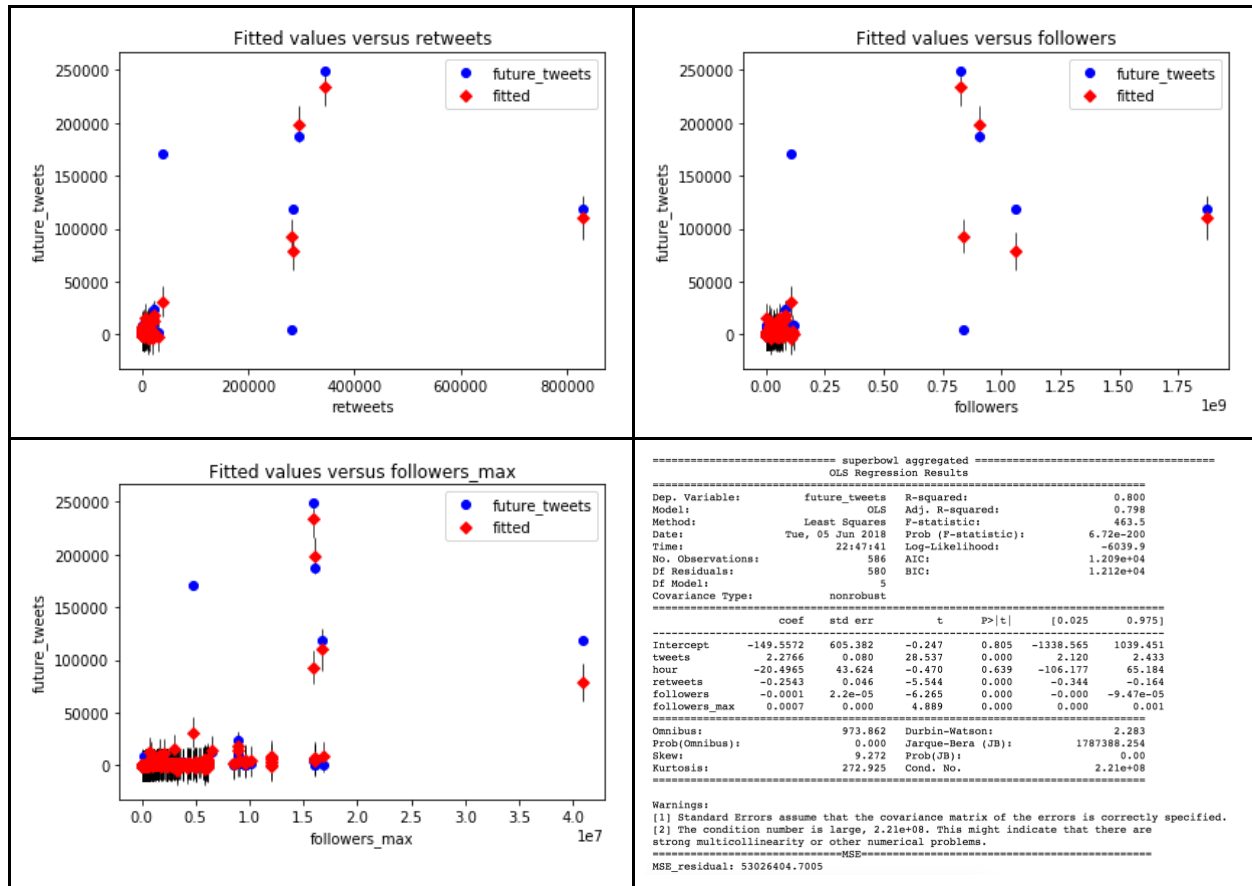 Fitted values versus retweets
future_tweets
fitted
250000
200000
150000
100000
50000
0
future_tweets
0 200000 400000 600000 800000
retweets
Fitted values versus followers
future_tweets
fitted
250000
200000
150000
100000
50000
0
future_tweets
0.00 0.25 0.50 0.75 1.00 1.25 1.50 1.75
1e9
followers
Fitted values versus followers_max
future_tweets
fitted
250000
200000
150000
100000
50000
0
future_tweets
0.0 0.5 1.0 1.5 2.0 2.5 3.0 3.5 4.0
1e7
followers_max
============================= superbowl aggregated =====================================
OLS Regression Results
==============================================================================
Dep. Variable: future_tweets R-squared: 0.800
Model: OLS Adj. R-squared: 0.798
Method: Least Squares F-statistic: 463.5
Date: Tue, 05 Jun 2018 Prob (F-statistic): 6.72e-200
Time: 22:47:41 Log-Likelihood: -6039.9
No. Observations: 586 AIC: 1.209e+04
Df Residuals: 580 BIC: 1.212e+04
Df Model: 5
Covariance Type: nonrobust
==============================================================================
coef std err t P>|t| [0.025 0.975]
------------------------------------------------------------------------------
Intercept -149.5572 605.382 -0.247 0.805 -1338.565 1039.451
tweets 2.2766 0.080 28.537 0.000 2.120 2.433
hour -20.4965 43.624 -0.470 0.639 -106.177 65.184
retweets -0.2543 0.046 -5.544 0.000 -0.344 -0.164
followers -0.0001 2.2e-05 -6.265 0.000 -0.000 -9.47e-05
followers_max 0.0007 0.000 4.889 0.000 0.000 0.001
==============================================================================
Omnibus: 973.862 Durbin-Watson: 2.283
Prob(Omnibus): 0.000 Jarque-Bera (JB): 1787388.254
Skew: 9.272 Prob(JB): 0.00
Kurtosis: 272.925 Cond. No. 2.21e+08
==============================================================================
Warnings:
[1] Standard Errors assume that the covariance matrix of the errors is correctly specified.
[2] The condition number is large, 2.21e+08. This might indicate that there are
strong multicollinearity or other numerical problems.
==============================MSE==============================================
MSE_residual: 53026404.7005